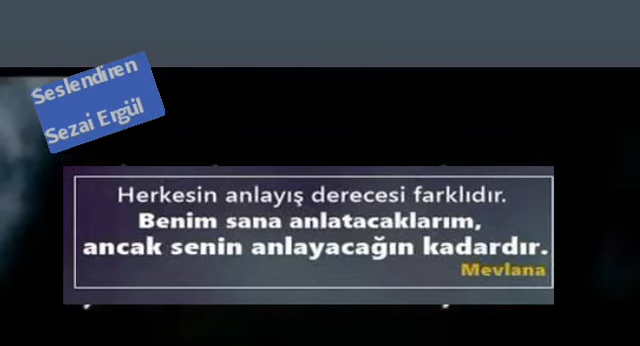 Seslendiren
Sezai Ergül
Herkesin anlayış derecesi farklıdır.
Benim sana anlatacaklarım,
ancak senin anlayacağın kadardır.
Mevlana